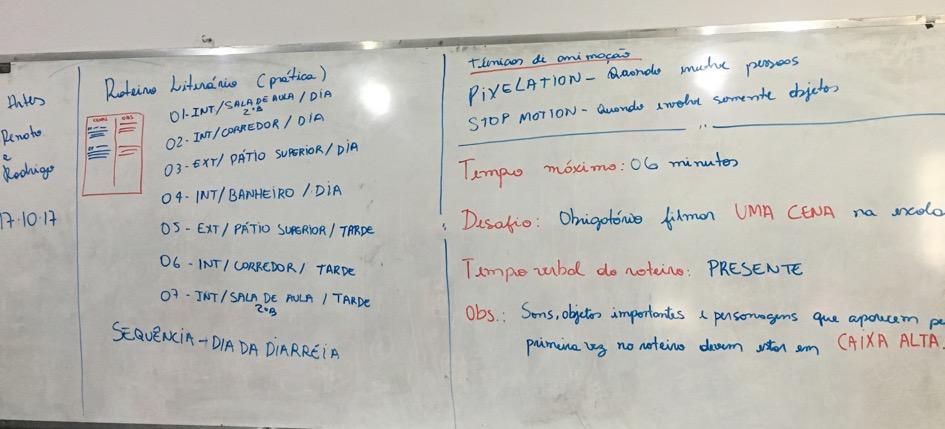 Artes
Renato
e
Rodrigo
17.10.17
Roteiro Literário (prática)
CENAS
OBS
01-INT/SALA DE AULA / DIA
2ºB
02-INT/CORREDOR / DIA
03-EXT/ PÁTIO SUPERIOR / DIA
04-INT/BANHEIRO / DIA
05-EXT / PÁTIO SUPERIOR / TARDE
06-INT/CORREDOR / TARDE
07-INT/SALA DE AULA / TARDE
2ºB
SEQUÊNCIA → DIA DA DIARRÉIA
técnicas de animação
PIXELATION - Quando envolve pessoas
STOP MOTION - Quando envolve somente objetos
Tempo máximo: 06 minutos
Desafio: Obrigatório filmar UMA CENA na escola
Tempo verbal do roteiro: PRESENTE
Obs.: Sons, objetos importantes e personagens que aparecem pe
primeira vez no roteiro devem estar em CAIXA ALTA.